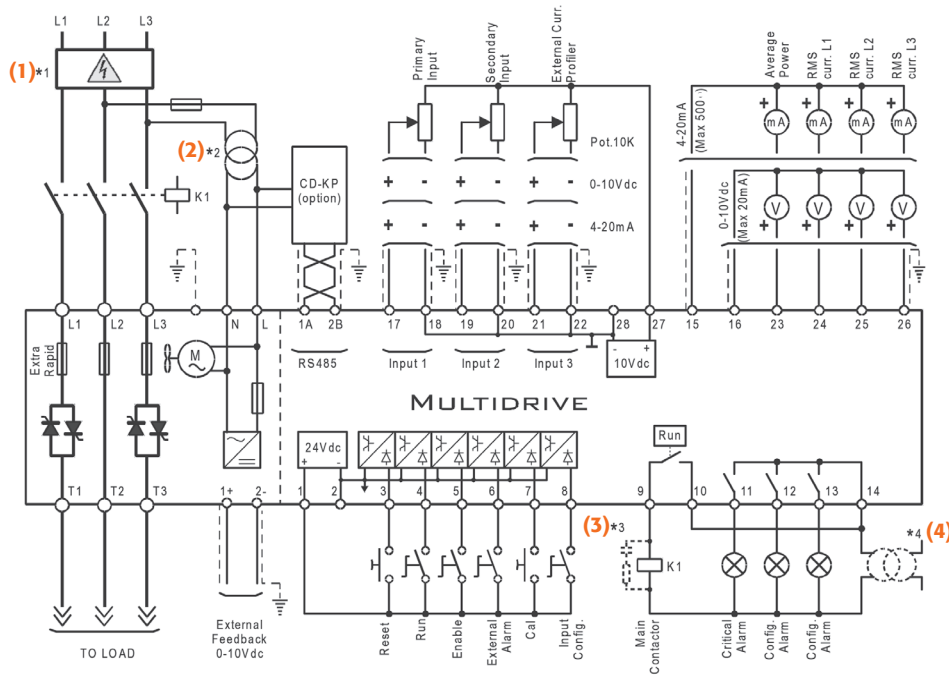 L1 L2 L3
(1) *1
(2) *2
K1
CD-KP
(option)
Primary
Input
Secondary
Input
External Curr.
Profiler
Pot.10K
+ - + - + - 0-10Vdc
+ - + - + - 4-20mA
4-20mA
(Max 500··)
Average
Power
RMS
curr. L1
RMS
curr. L2
RMS
curr. L3
+ mA + mA + mA + mA
0-10Vdc
(Max 20mA)
V V V V
+ + + +
L1 L2 L3 N L 1A 2B 17 18 19 20 21 22 28 27 15 16 23 24 25 26
RS485 Input 1 Input 2 Input 3
- +
10Vdc
Extra
Rapid
M
MULTIDRIVE
24Vdc
+ -
Run
T1 T2 T3 1+ 2- 1 2 3 4 5 6 7 8 9 10 11 12 13 14
(3) *3
K1
*4 (4)
External
Feedback
0-10Vdc
TO LOAD
Reset
Run
Enable
External
Alarm
Cal
Input
Config.
Main
Contactor
Critical
Alarm
Config.
Alarm
Config.
Alarm